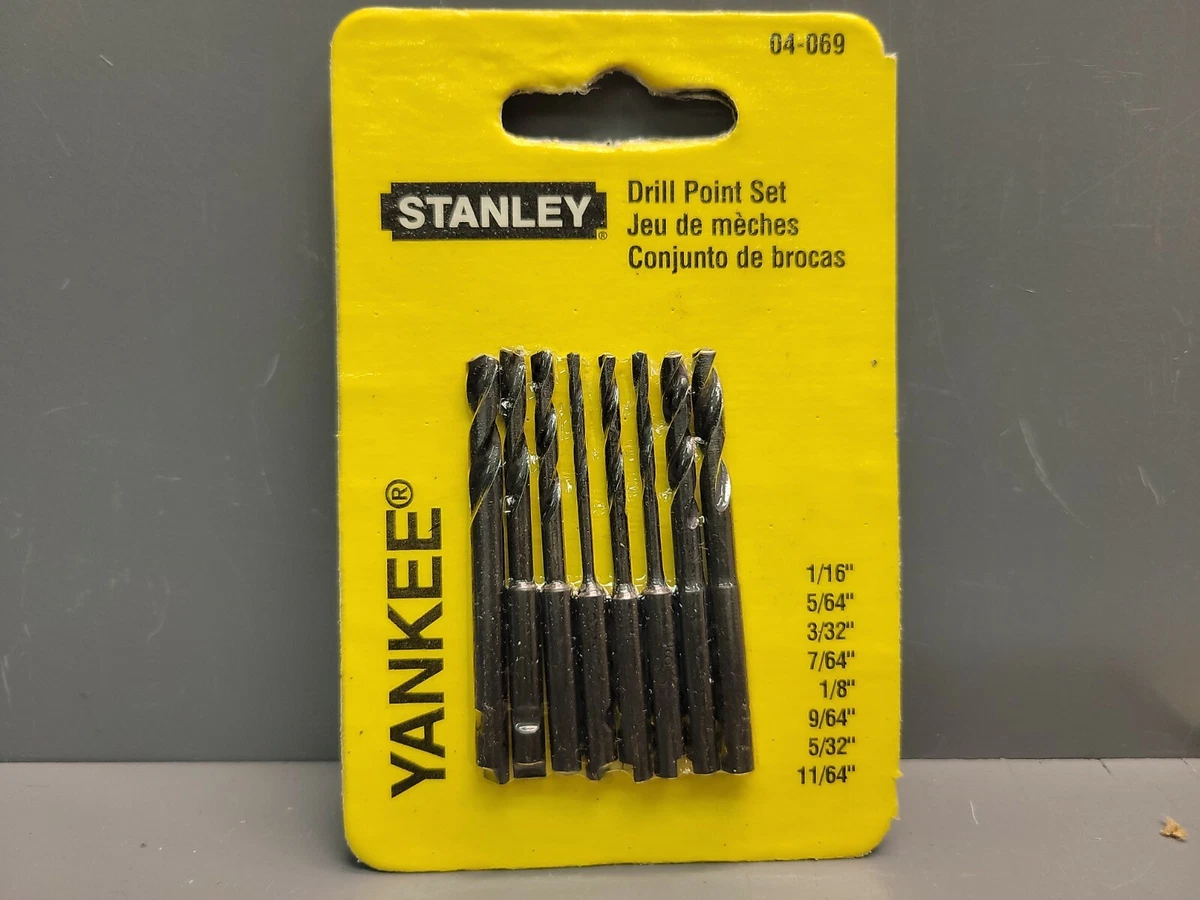 04-069
STANLEY®
Drill Point Set
Jeu de mèches
Conjunto de brocas
YANKEE®
1/16"
5/64"
3/32"
7/64"
1/8"
9/64"
5/32"
11/64"